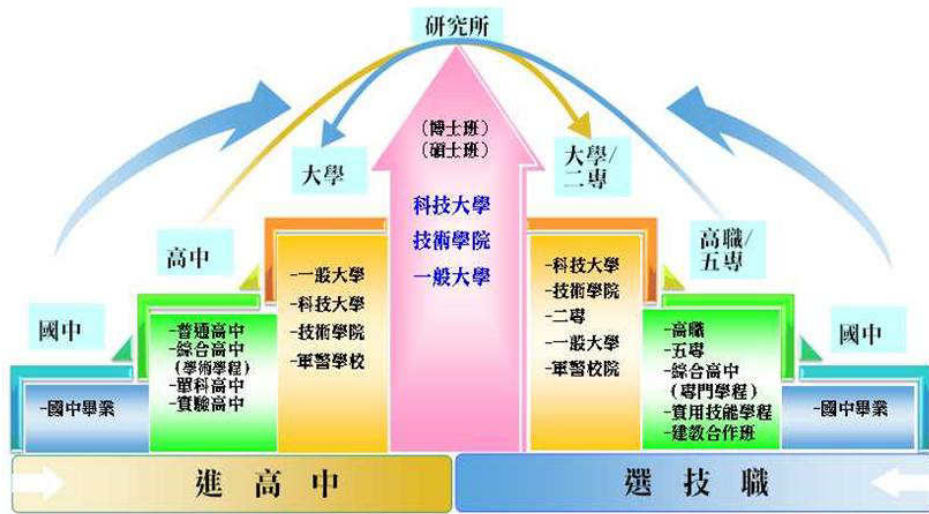 研究所
(博士班)
(碩士班)
科技大學
技術學院
一般大學
大學
大學/
二專
高中
高職/
五專
國中
國中
-國中畢業
-普通高中
-綜合高中
(學術學程)
-單科高中
-實驗高中
-一般大學
-科技大學
-技術學院
-軍警學校
-科技大學
-技術學院
-二專
-一般大學
-軍警校院
-高職
-五專
-綜合高中
(專門學程)
-實用技能學程
-建教合作班
-國中畢業
進高中
選技職